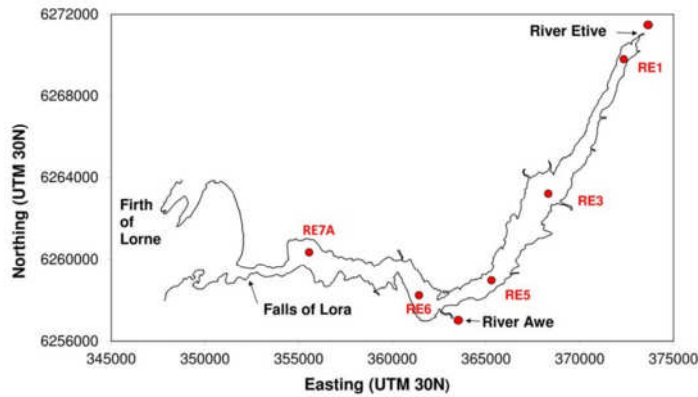 6272000
6268000
6264000
6260000
6256000
Northing (UTM 30N)
345000 350000 355000 360000 365000 370000 375000
Easting (UTM 30N)
River Etive
RE1
RE3
Firth
of
Lorne
RE7A
Falls of Lora
RE6
RE5
River Awe